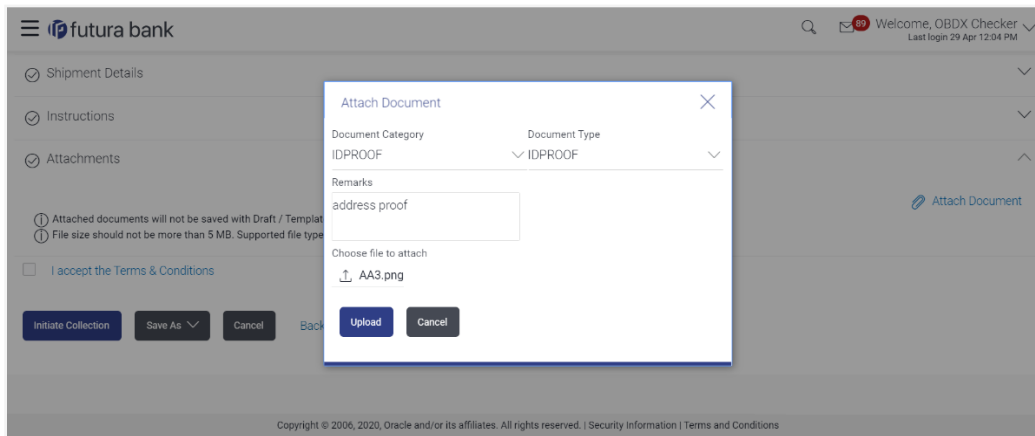 futura bank
89
Welcome, OBDX Checker
Last login 29 Apr 12:04 PM
Shipment Details
Instructions
Attachments
Attach Document
Attached documents will not be saved with Draft / Templat
File size should not be more than 5 MB. Supported file type
I accept the Terms & Conditions
Initiate Collection Save As Cancel Back
Attach Document
Document Category Document Type
IDPROOF IDPROOF
Remarks
address proof
Choose file to attach
AA3.png
Upload Cancel
Copyright © 2006, 2020, Oracle and/or its affiliates. All rights reserved. | Security Information | Terms and Conditions